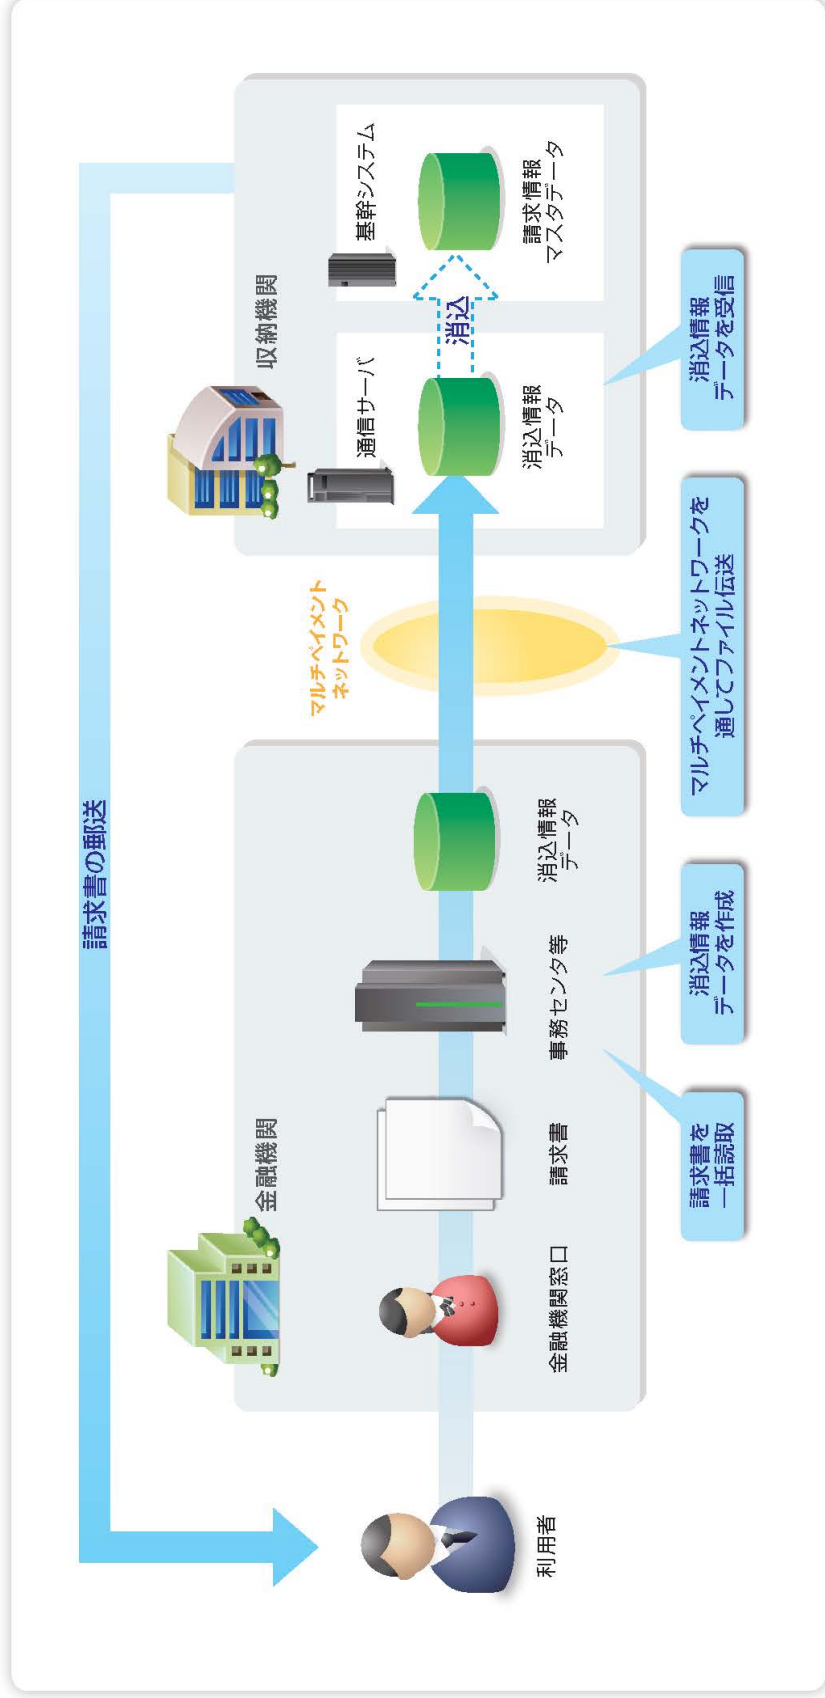 請求書の郵送
金融機関
マルチペイメント
ネットワーク
収納機関
通信サーバ
基幹システム
消込
利用者
金融機関窓口
請求書
事務センタ等
消込情報
データ
消込情報
データ
請求情報
マスタデータ
請求書を
一括読取
消込情報
データを作成
マルチペイメントネットワークを
通してファイル伝送
消込情報
データを受信